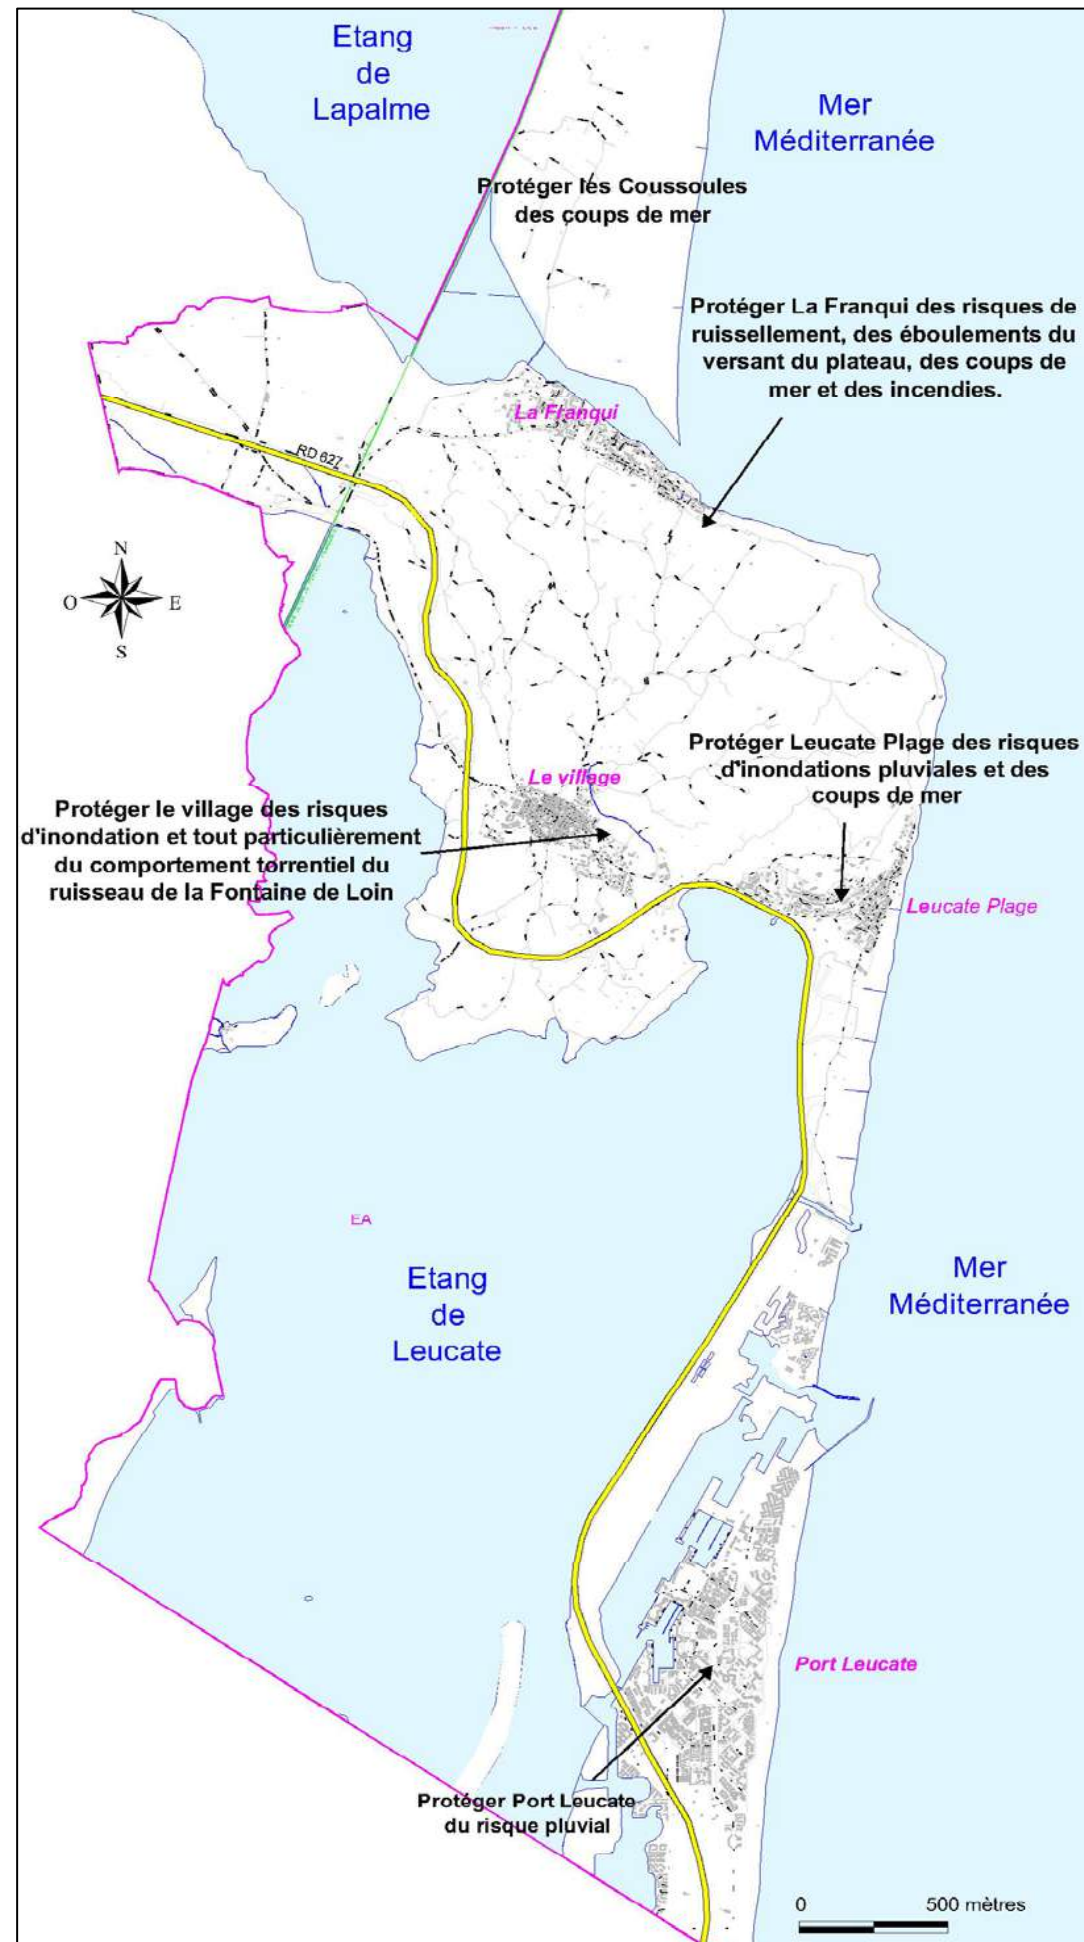 Etang
de
Lapalme
Mer
Méditerranée
Protéger les Coussoules
des coups de mer
Protéger La Franqui des risques de
ruissellement, des éboulements du
versant du plateau, des coups de
mer et des incendies.
La Franqui
RD 627
N
O
E
S
Protéger Leucate Plage des risques
d'inondations pluviales et des
coups de mer
Le village
Protéger le village des risques
d'inondation et tout particulièrement
du comportement torrentiel du
ruisseau de la Fontaine de Loin
Leucate Plage
EA
Etang
de
Leucate
Mer
Méditerranée
Port Leucate
Protéger Port Leucate
du risque pluvial
0 500 mètres